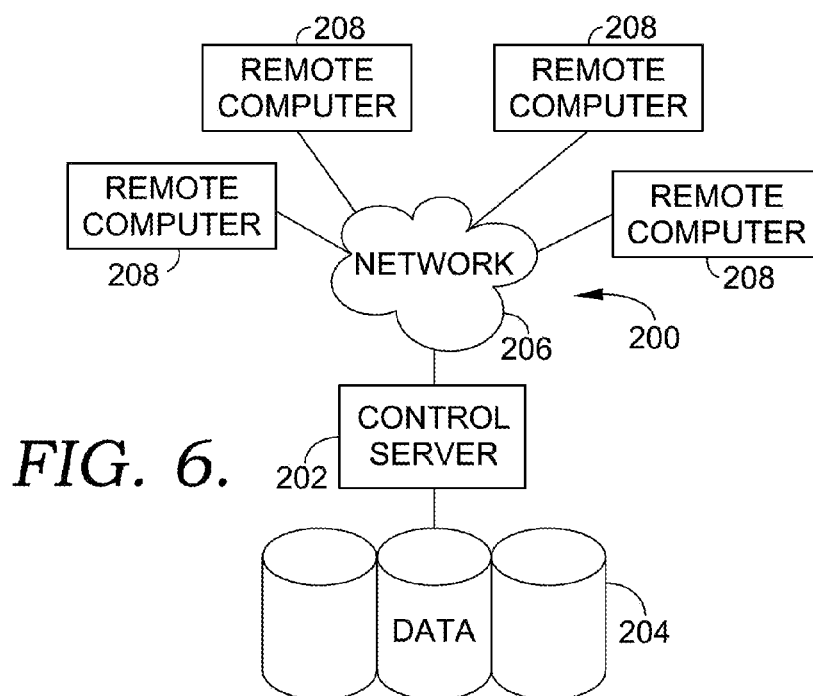 208
REMOTE
COMPUTER
208
REMOTE
COMPUTER
REMOTE
COMPUTER
208
REMOTE
COMPUTER
208
NETWORK
206
200
CONTROL
SERVER
202
FIG. 6.
DATA
204